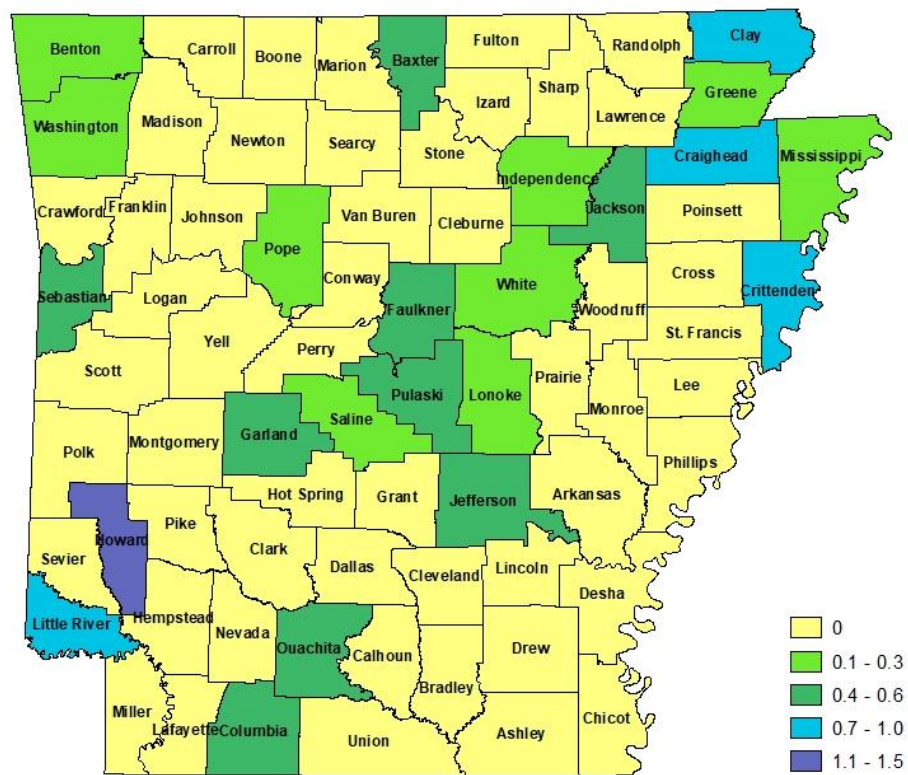 Benton
Carroll
Boone
Marion
Baxter
Fulton
Randolph
Clay
Washington
Madison
Newton
Searcy
Stone
Izard
Sharp
Lawrence
Greene
Craighead
Mississippi
Independence
Jackson
Poinsett
Crawford
Franklin
Johnson
Pope
Van Buren
Cleburne
White
Cross
Crittenden
Sebastian
Logan
Conway
Faulkner
Woodruff
St. Francis
Yell
Perry
Scott
Pulaski
Lonoke
Prairie
Monroe
Lee
Phillips
Polk
Montgomery
Garland
Saline
Hot Spring
Grant
Jefferson
Arkansas
Howard
Pike
Clark
Dallas
Cleveland
Lincoln
Desha
Sevier
Little River
Hempstead
Nevada
Ouachita
Calhoun
Bradley
Drew
Miller
Lafayette
Columbia
Union
Ashley
Chicot
0
0.1 - 0.3
0.4 - 0.6
0.7 - 1.0
1.1 - 1.5